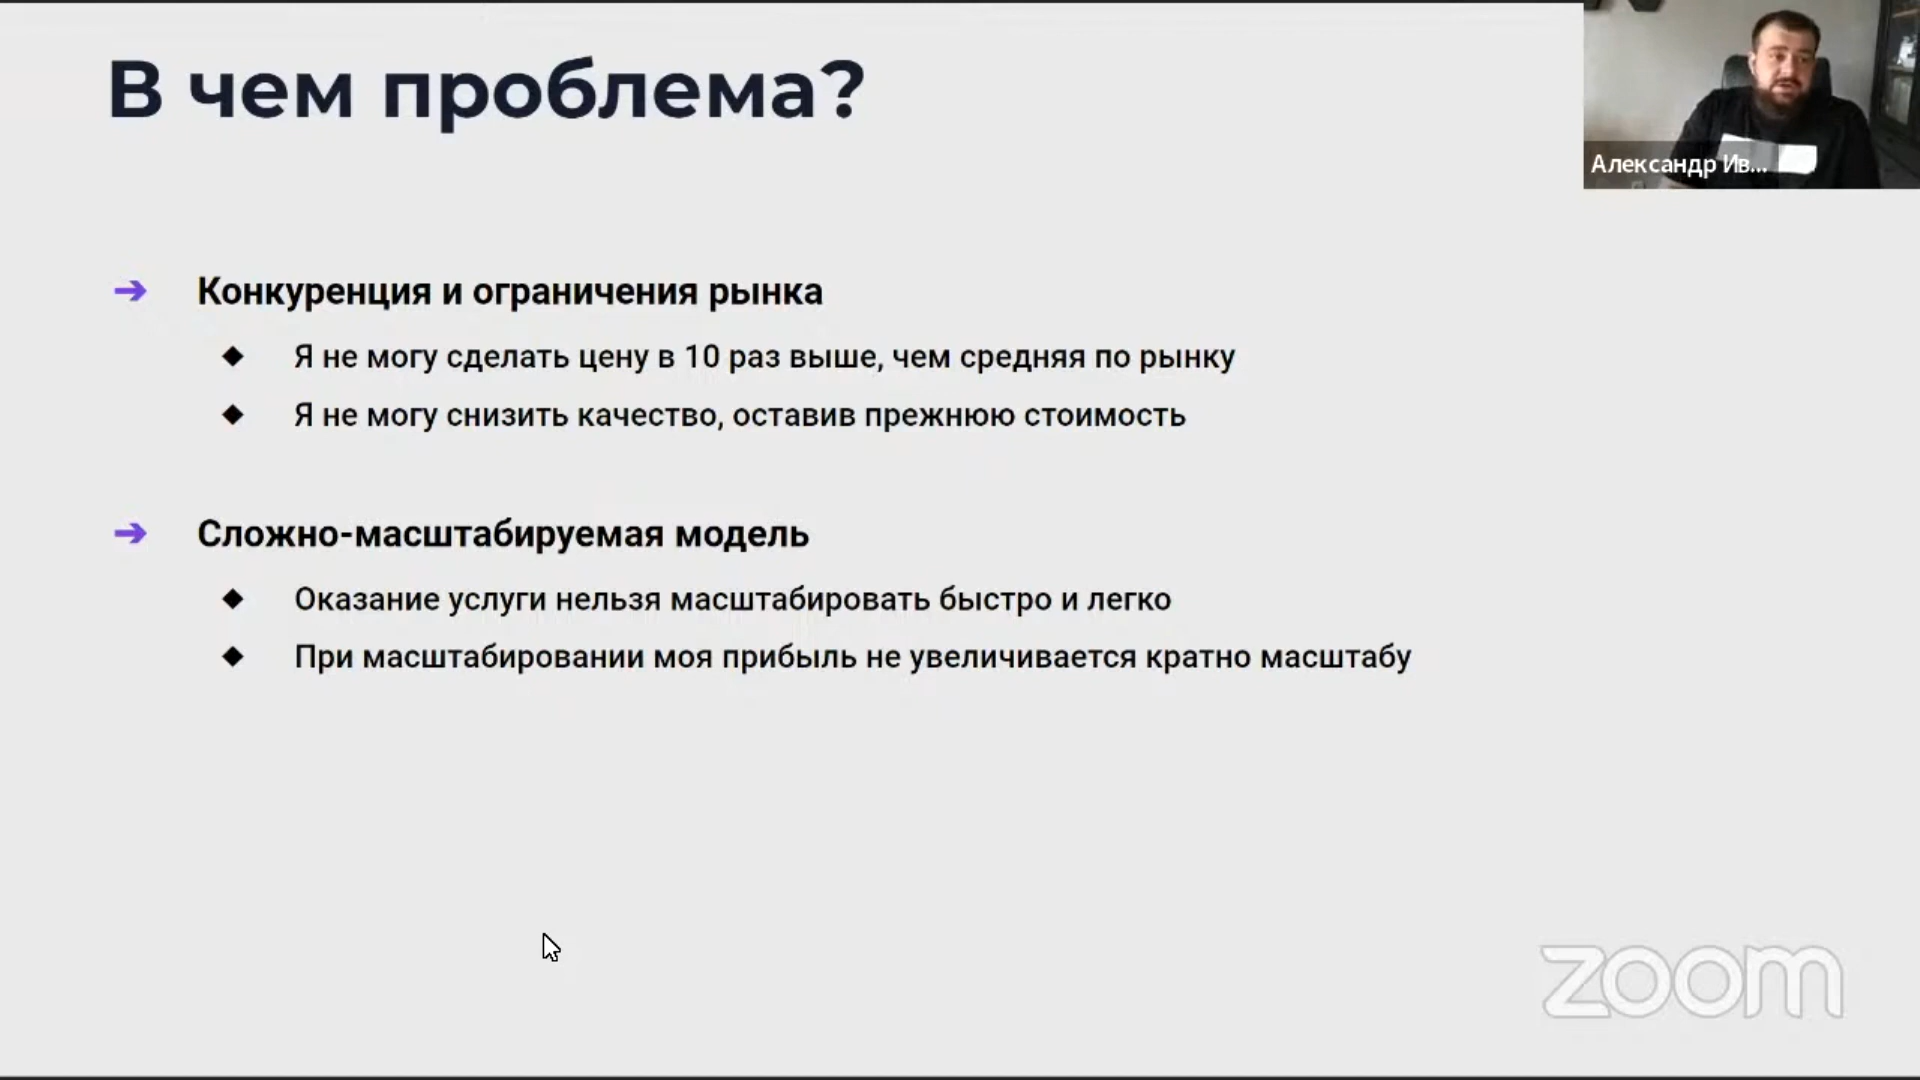 В чем проблема?
Александр Ив...
➔ Конкуренция и ограничения рынка
◆ Я не могу сделать цену в 10 раз выше, чем средняя по рынку
◆ Я не могу снизить качество, оставив прежнюю стоимость
➔ Сложно-масштабируемая модель
◆ Оказание услуги нельзя масштабировать быстро и легко
◆ При масштабировании моя прибыль не увеличивается кратно масштабу
zoom